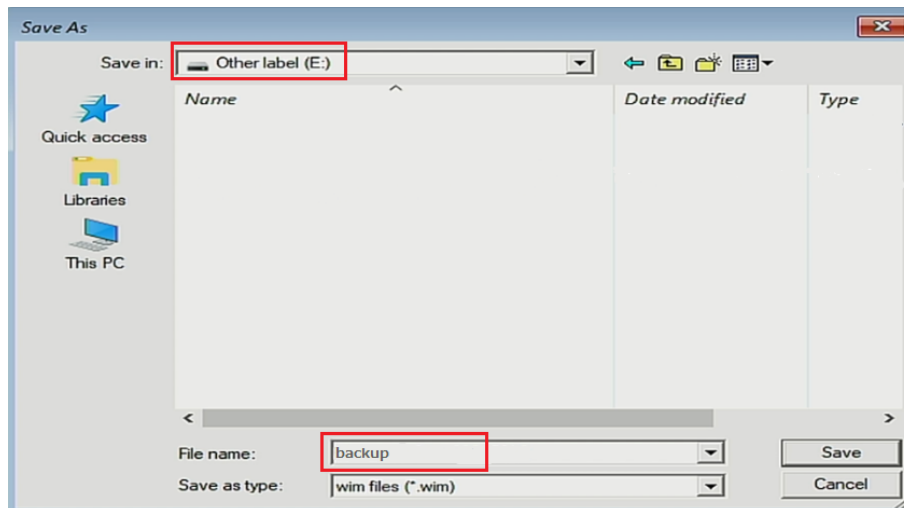 Save As
Save in: Other label (E:)
Name Date modified Type
Quick access
Libraries
This PC
File name: backup Save
Save as type: wim files (*.wim) Cancel